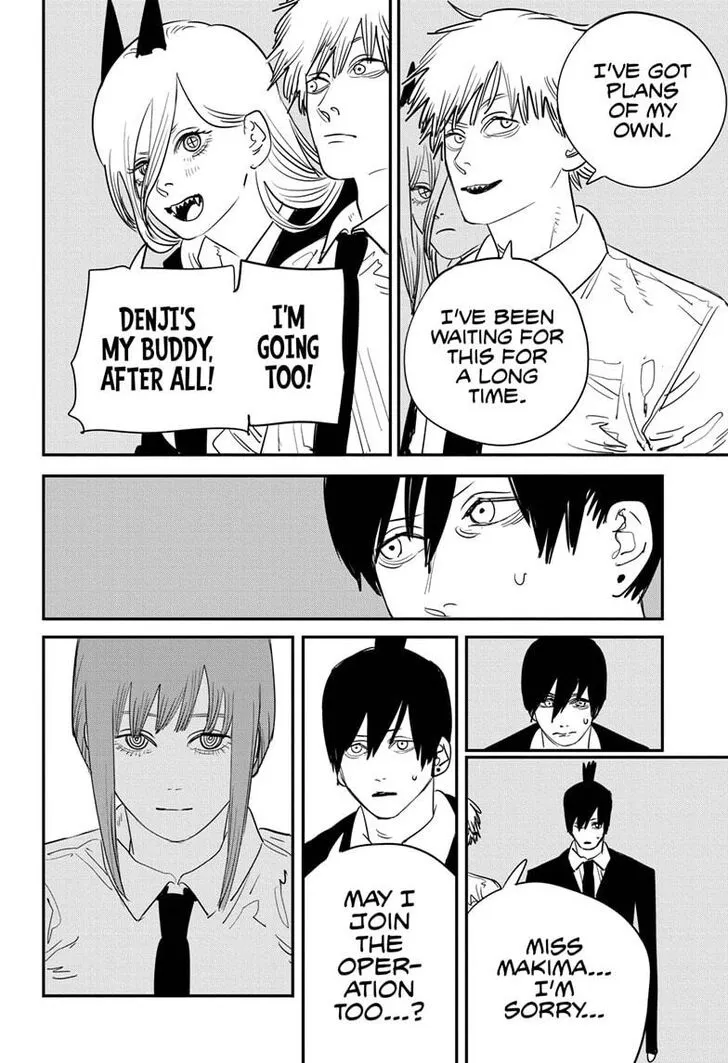 I'VE GOT
PLANS
OF MY
OWN.
I'VE BEEN
WAITING FOR
THIS FOR
A LONG
TIME.
I'M
GOING
TOO!
DENJI'S
MY BUDDY,
AFTER ALL!
MISS
MAKIMA...
I'M
SORRY...
MAY I
JOIN
THE
OPER-
ATION
TOO...?